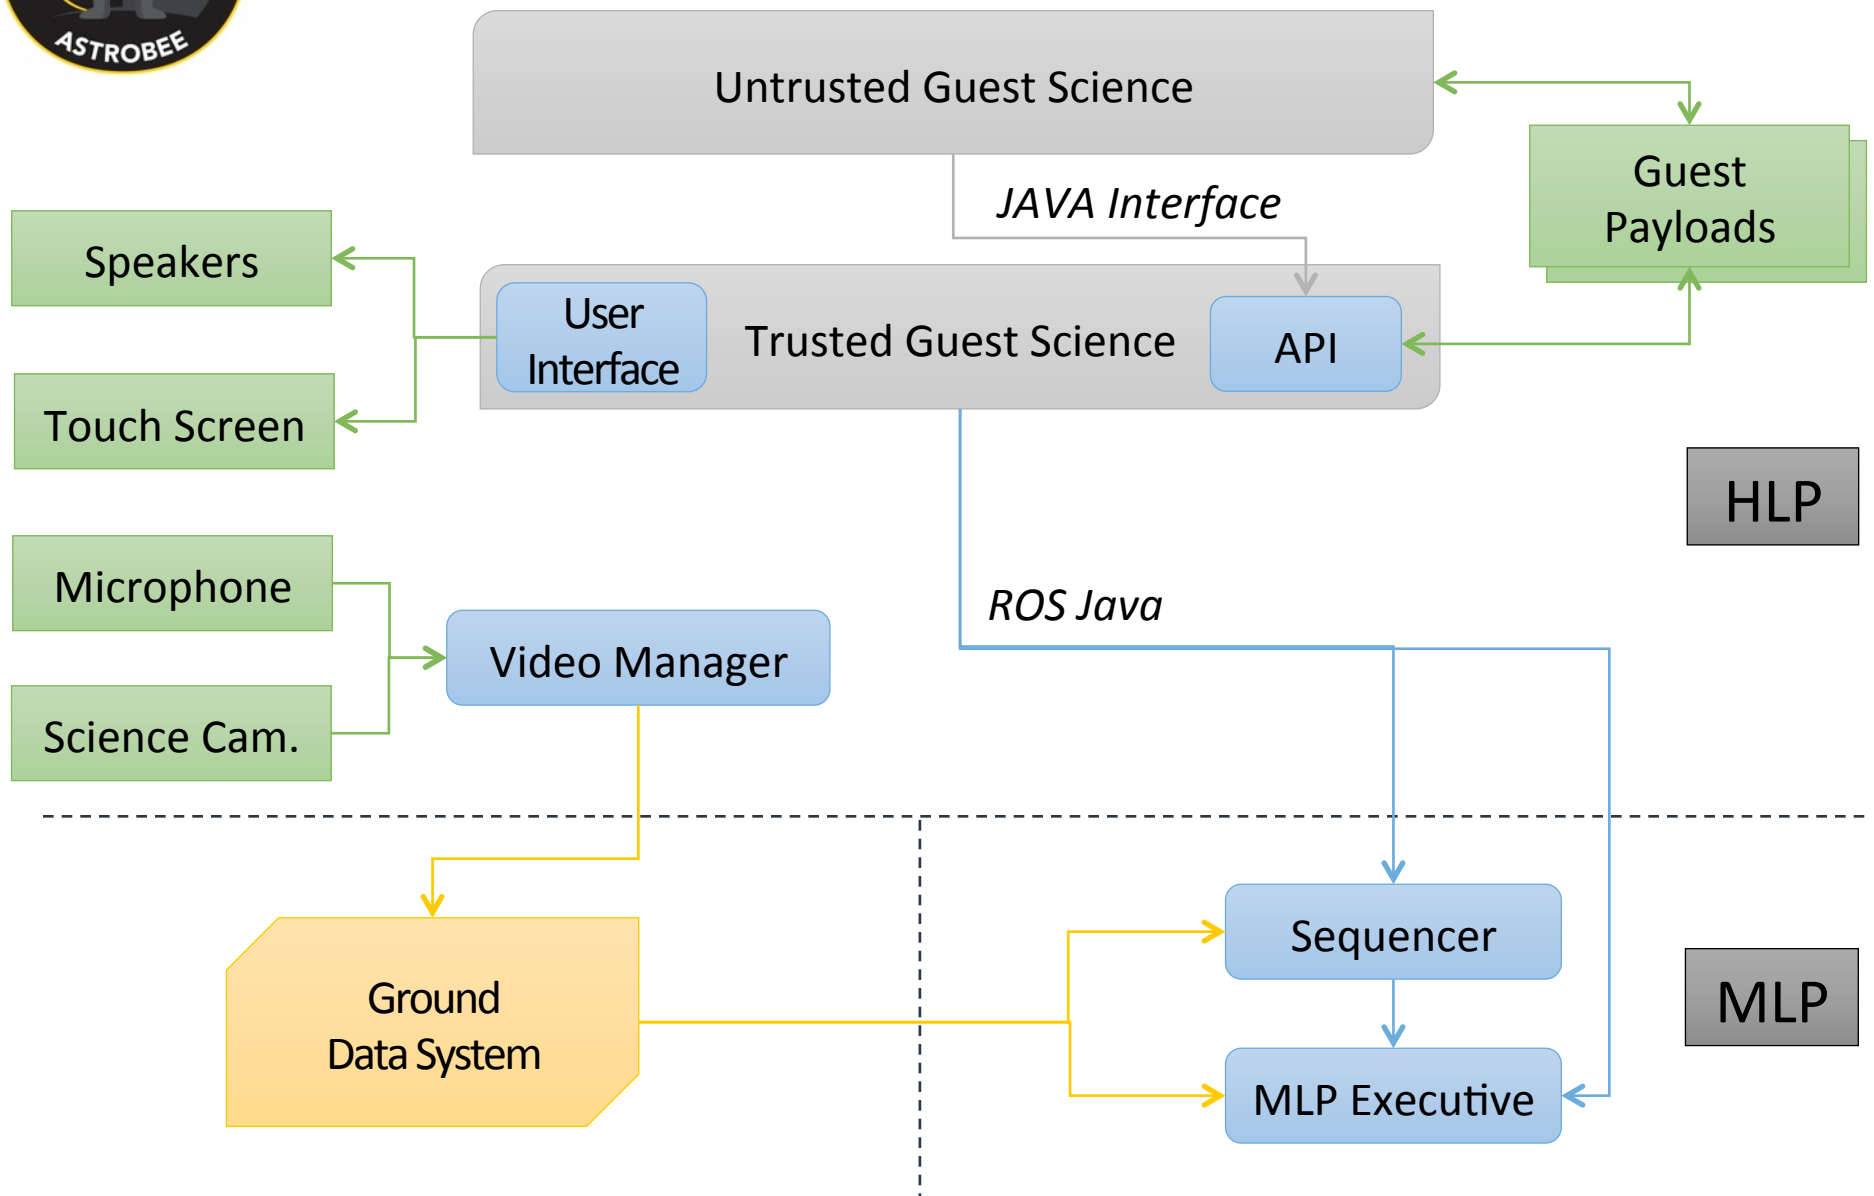 ASTROBEE
Untrusted Guest Science
Guest
Payloads
JAVA Interface
Speakers
User
Interface
Trusted Guest Science
API
Touch Screen
HLP
Microphone
ROS Java
Video Manager
Science Cam.
Sequencer
Ground
Data System
MLP
MLP Executive